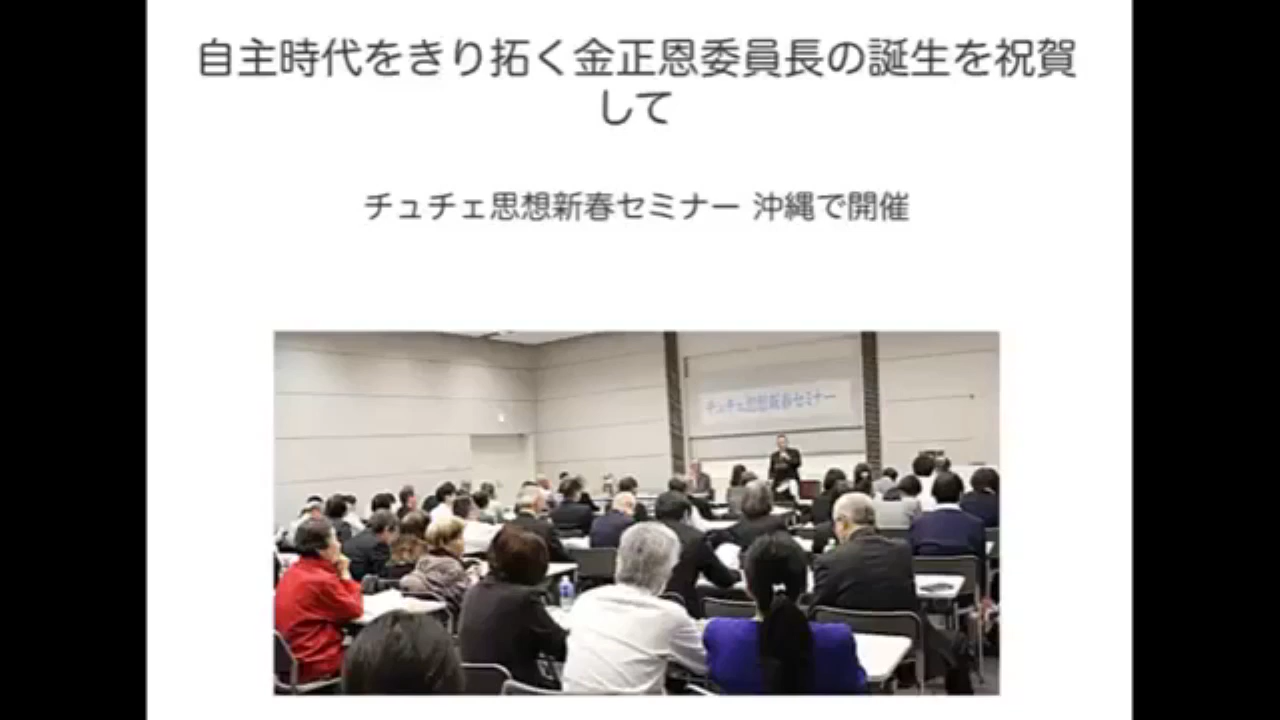 自主時代をきり拓く金正恩委員長の誕生を祝賀
して
チュチェ思想新春セミナー 沖縄で開催
チュチェ思想新春セミナー